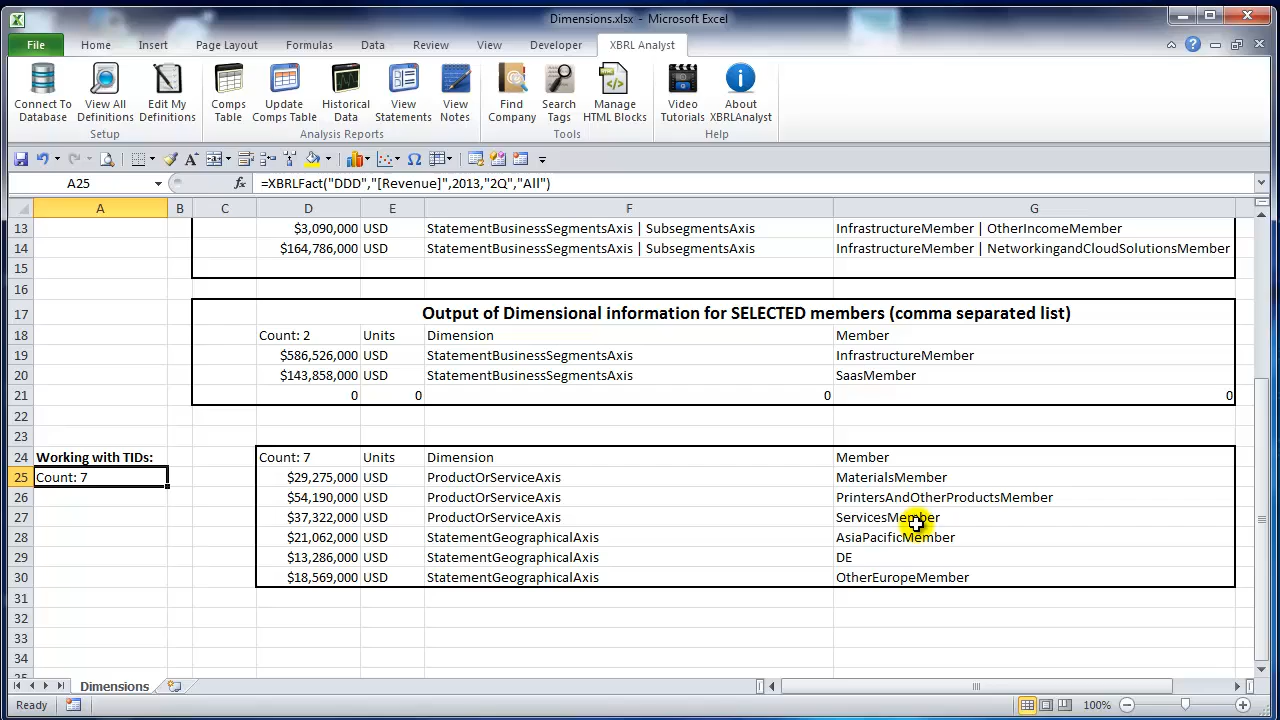 Dimensions.xlsx - Microsoft Excel
File Home Insert Page Layout Formulas Data Review View Developer XBRL Analyst
Connect To Database View All Definitions Edit My Definitions Comps Table Update Comps Table Historical Data View Statements View Notes Find Company Search Tags Manage HTML Blocks Video Tutorials About XBRLAnalyst
Setup Analysis Reports Tools Help
A25 fx =XBRLFact("DDD","[Revenue]",2013,"2Q","All")
A B C D E F G
13 $3,090,000 USD StatementBusinessSegmentsAxis | SubsegmentsAxis InfrastructureMember | OtherIncomeMember
14 $164,786,000 USD StatementBusinessSegmentsAxis | SubsegmentsAxis InfrastructureMember | NetworkingandCloudSolutionsMember
15
16
17 Output of Dimensional information for SELECTED members (comma separated list)
18 Count: 2 Units Dimension Member
19 $586,526,000 USD StatementBusinessSegmentsAxis InfrastructureMember
20 $143,858,000 USD StatementBusinessSegmentsAxis SaasMember
21 0 0 0 0
22
23
24 Working with TIDs: Count: 7 Units Dimension Member
25 Count: 7 $29,275,000 USD ProductOrServiceAxis MaterialsMember
26 $54,190,000 USD ProductOrServiceAxis PrintersAndOtherProductsMember
27 $37,322,000 USD ProductOrServiceAxis ServicesMember
28 $21,062,000 USD StatementGeographicalAxis AsiaPacificMember
29 $13,286,000 USD StatementGeographicalAxis DE
30 $18,569,000 USD StatementGeographicalAxis OtherEuropeMember
31
32
33
34
Dimensions
Ready 100%